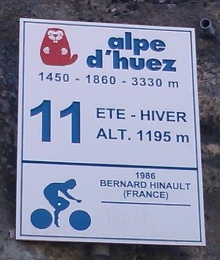 alpe
d'huez
1450 - 1860 - 3330 m
11
ETE - HIVER
ALT. 1195 m
1986
BERNARD HINAULT
(FRANCE)